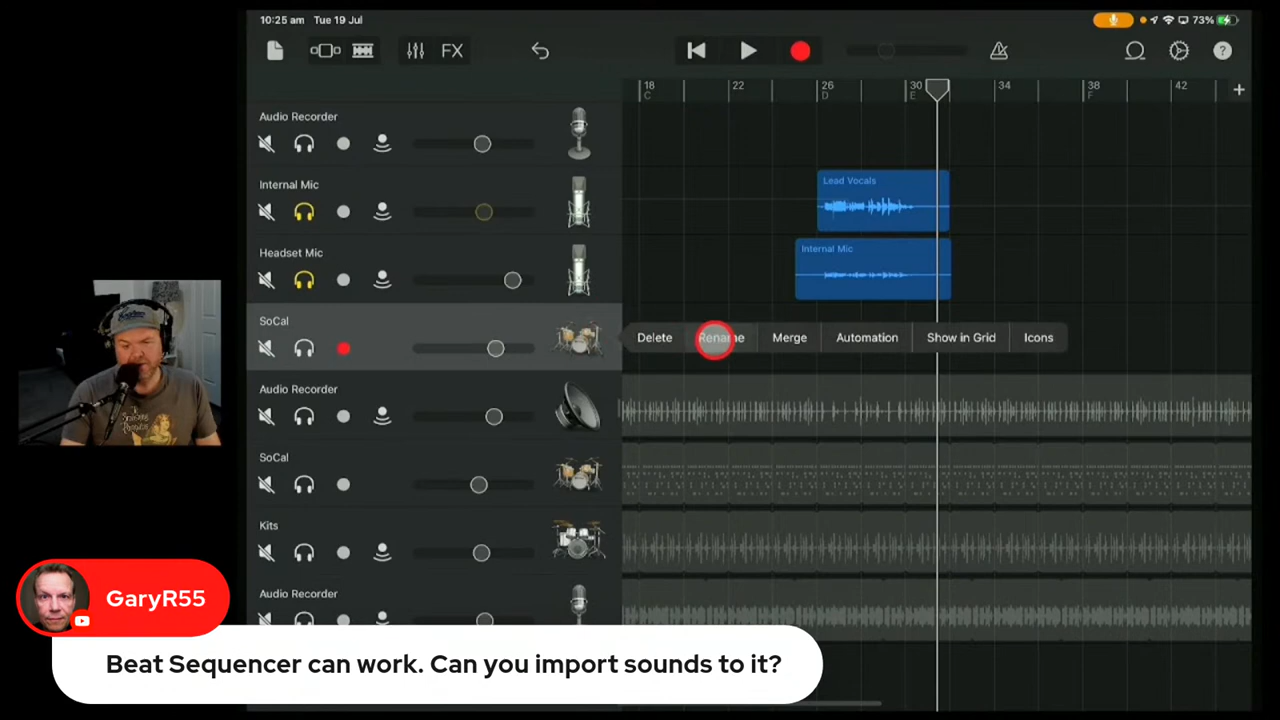 10:25 am Tue 19 Jul
73%
FX
?
18 22 26 30 34 38 42
C D E F
+
Audio Recorder
Internal Mic
Lead Vocals
Headset Mic
Internal Mic
SoCal
Delete Rename Merge Automation Show in Grid Icons
Audio Recorder
SoCal
Kits
Audio Recorder
GaryR55
Beat Sequencer can work. Can you import sounds to it?